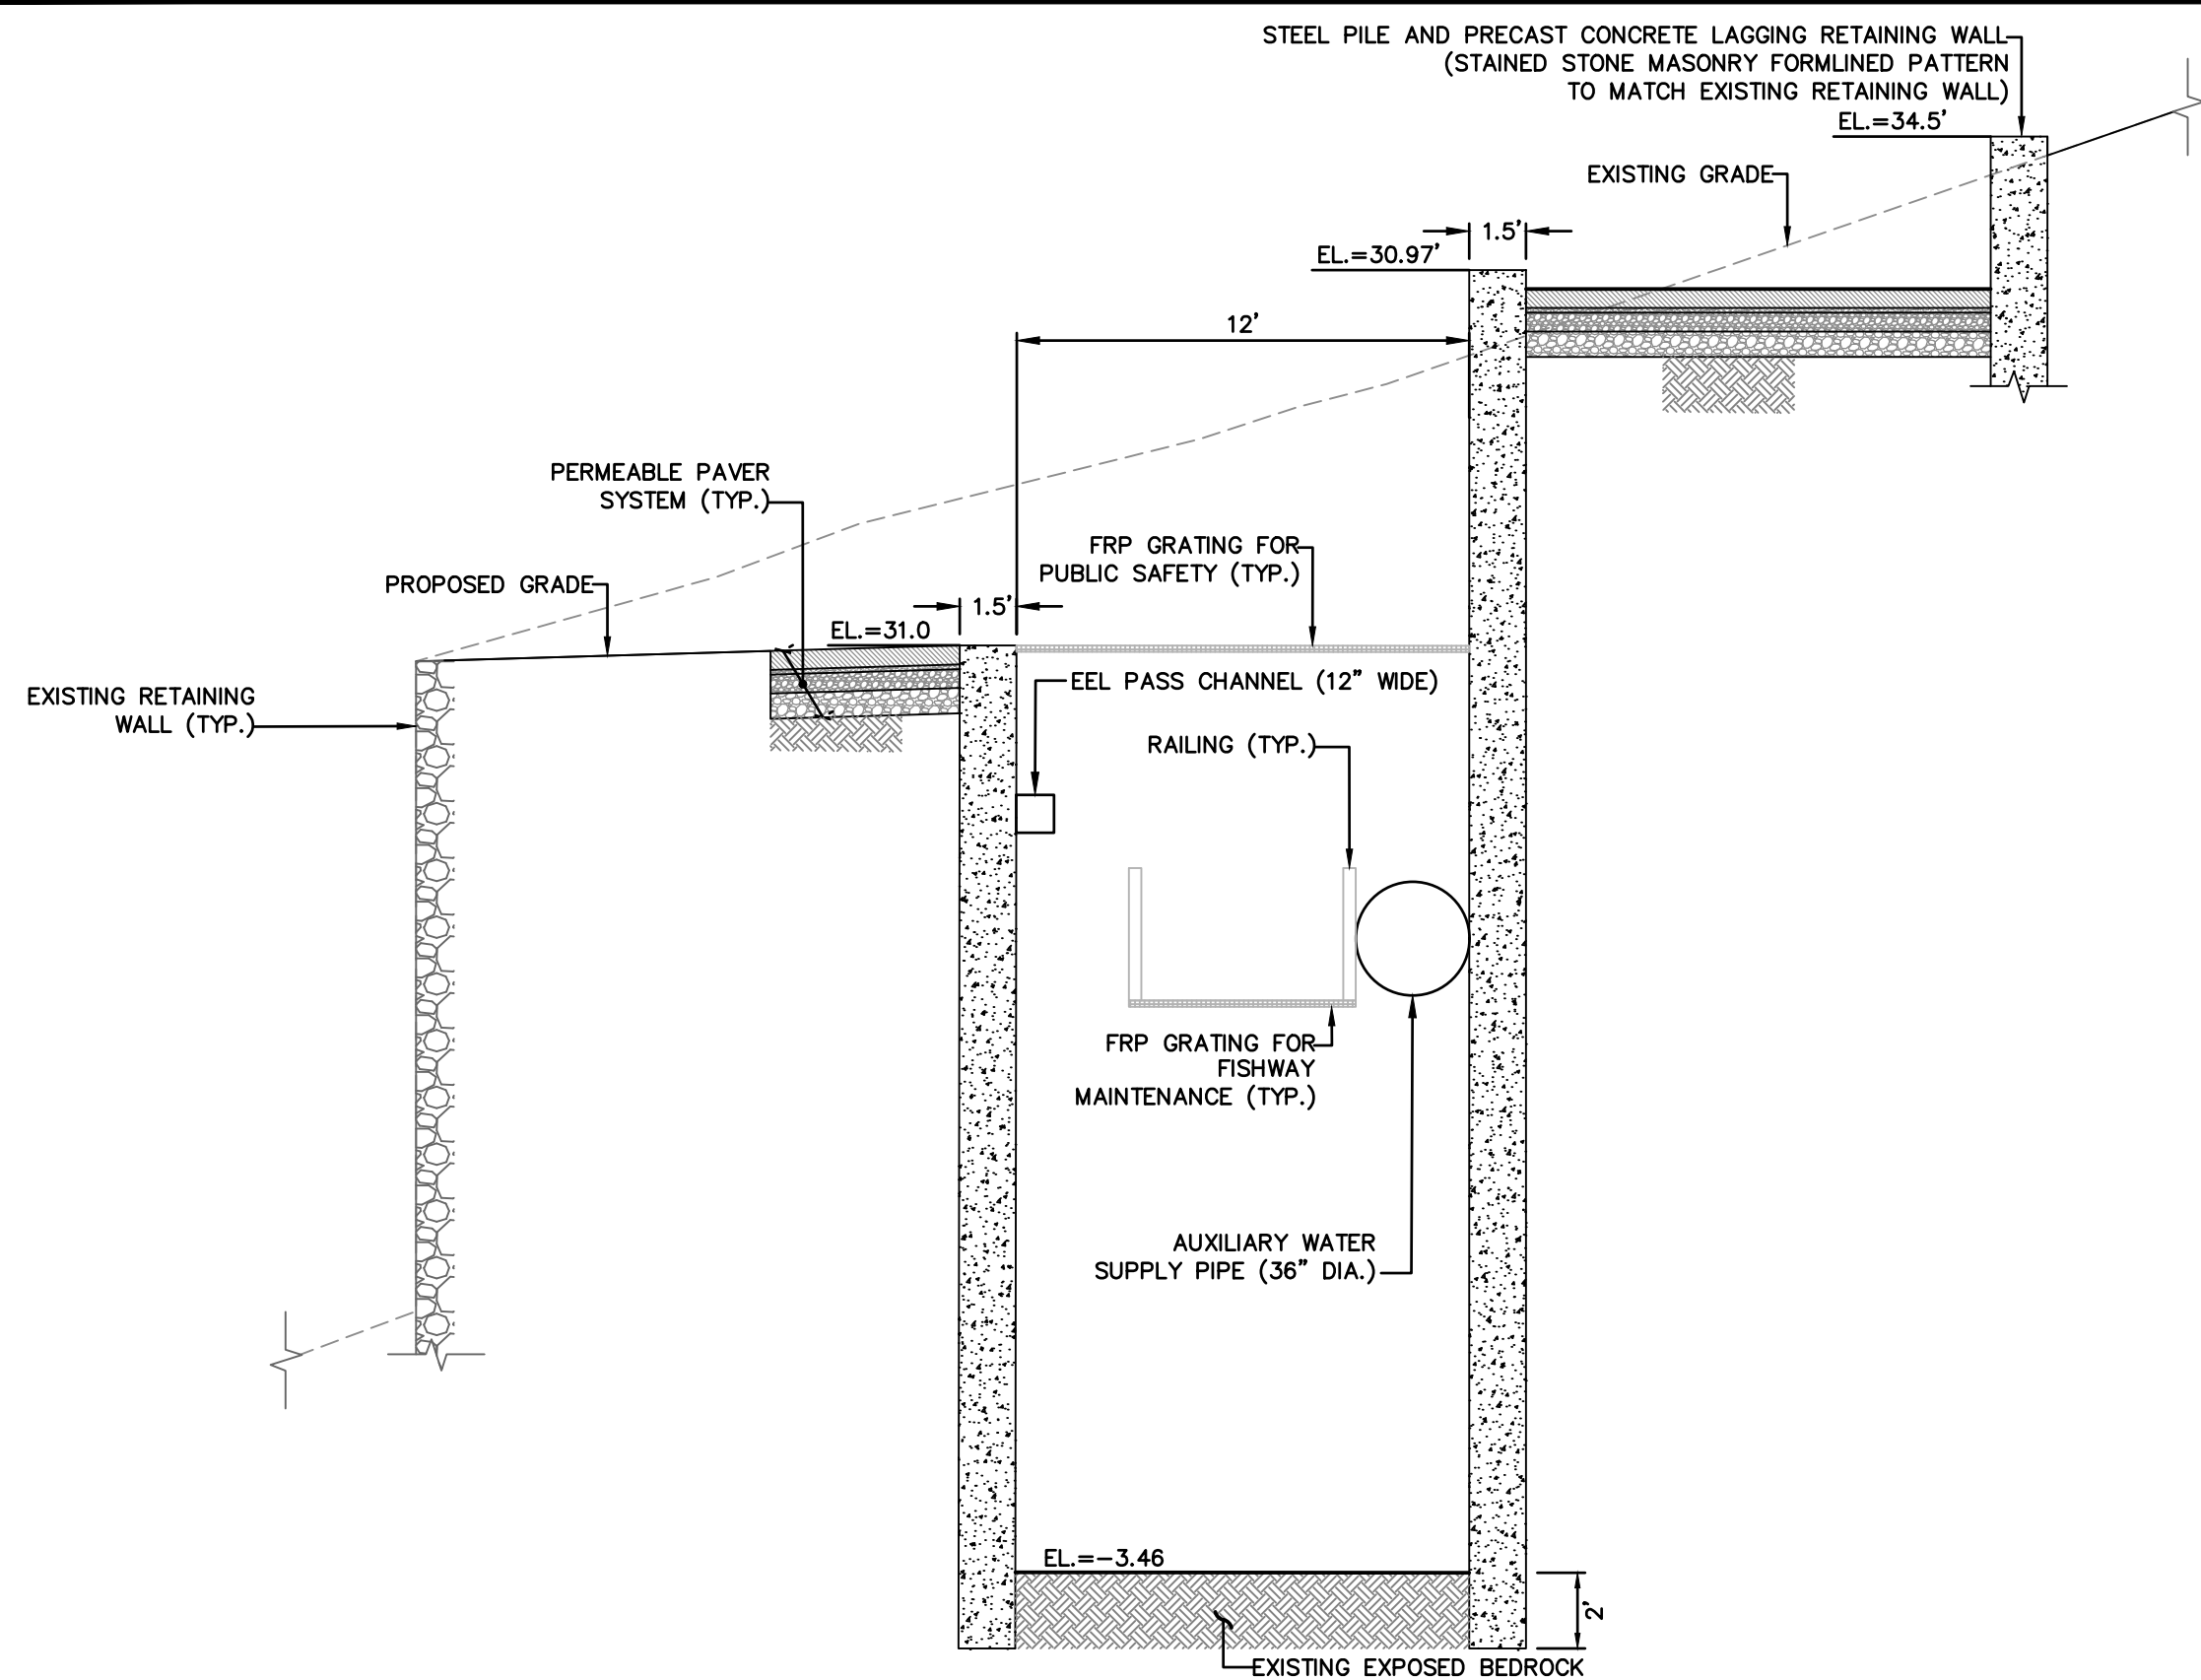 STEEL PILE AND PRECAST CONCRETE LAGGING RETAINING WALL
(STAINED STONE MASONRY FORMLINED PATTERN
TO MATCH EXISTING RETAINING WALL)
EL.=34.5'
EXISTING GRADE
1.5'
EL.=30.97'
12'
PERMEABLE PAVER
SYSTEM (TYP.)
FRP GRATING FOR
PUBLIC SAFETY (TYP.)
PROPOSED GRADE
1.5'
EL.=31.0
EEL PASS CHANNEL (12" WIDE)
EXISTING RETAINING
WALL (TYP.)
RAILING (TYP.)
FRP GRATING FOR
FISHWAY
MAINTENANCE (TYP.)
AUXILIARY WATER
SUPPLY PIPE (36" DIA.)
EL.=-3.46
2'
EXISTING EXPOSED BEDROCK